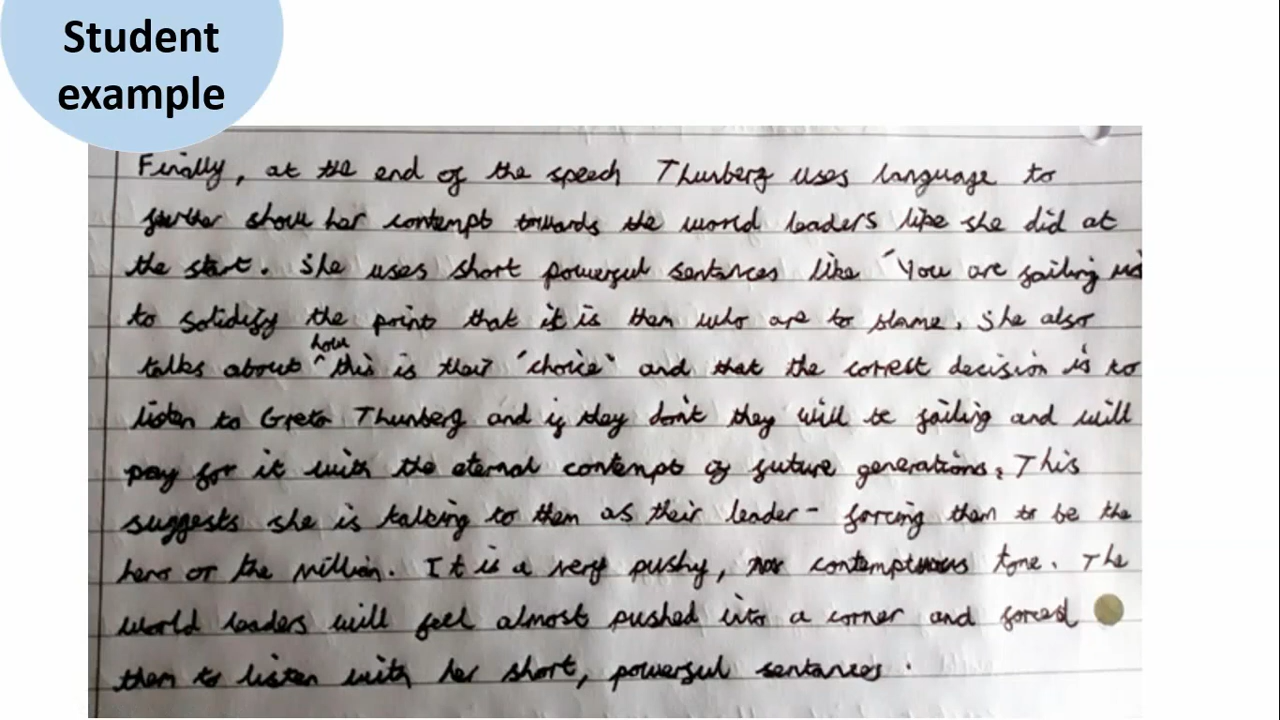 Student
example
Finally, at the end of the speech Thunberg uses language to
further show her contempt towards the world leaders like she did at
the start. She uses short powerful sentences like "You are failing us
to solidify the point that it is them who are to blame. She also
how
talks about ^ this is their 'choice' and that the correct decision is to
listen to Greta Thunberg and if they don't they will be failing and will
pay for it with the eternal contempt of future generations. This
suggests she is talking to them as their leader - forcing them to be the
hero or the villian. It is a very pushy, contemptuous tone. The
world leaders will feel almost pushed into a corner and forced
them to listen with her short, powerful sentences.